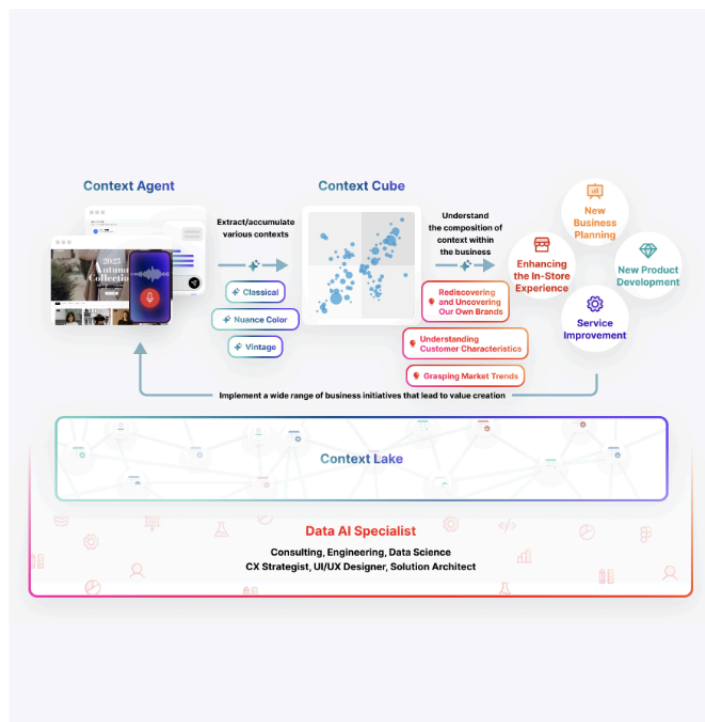 Context Agent
Context Cube
Extract/accumulate
various contexts
Understand
the composition of
context within
the business
2025
Autumn
Collection
Classical
Nuance Color
Vintage
Rediscovering
and Uncovering
Our Own Brands
Understanding
Customer Characteristics
Grasping Market Trends
New
Business
Planning
Enhancing
the In-Store
Experience
New Product
Development
Service
Improvement
Implement a wide range of business initiatives that lead to value creation
Context Lake
Data AI Specialist
Consulting, Engineering, Data Science
CX Strategist, UI/UX Designer, Solution Architect